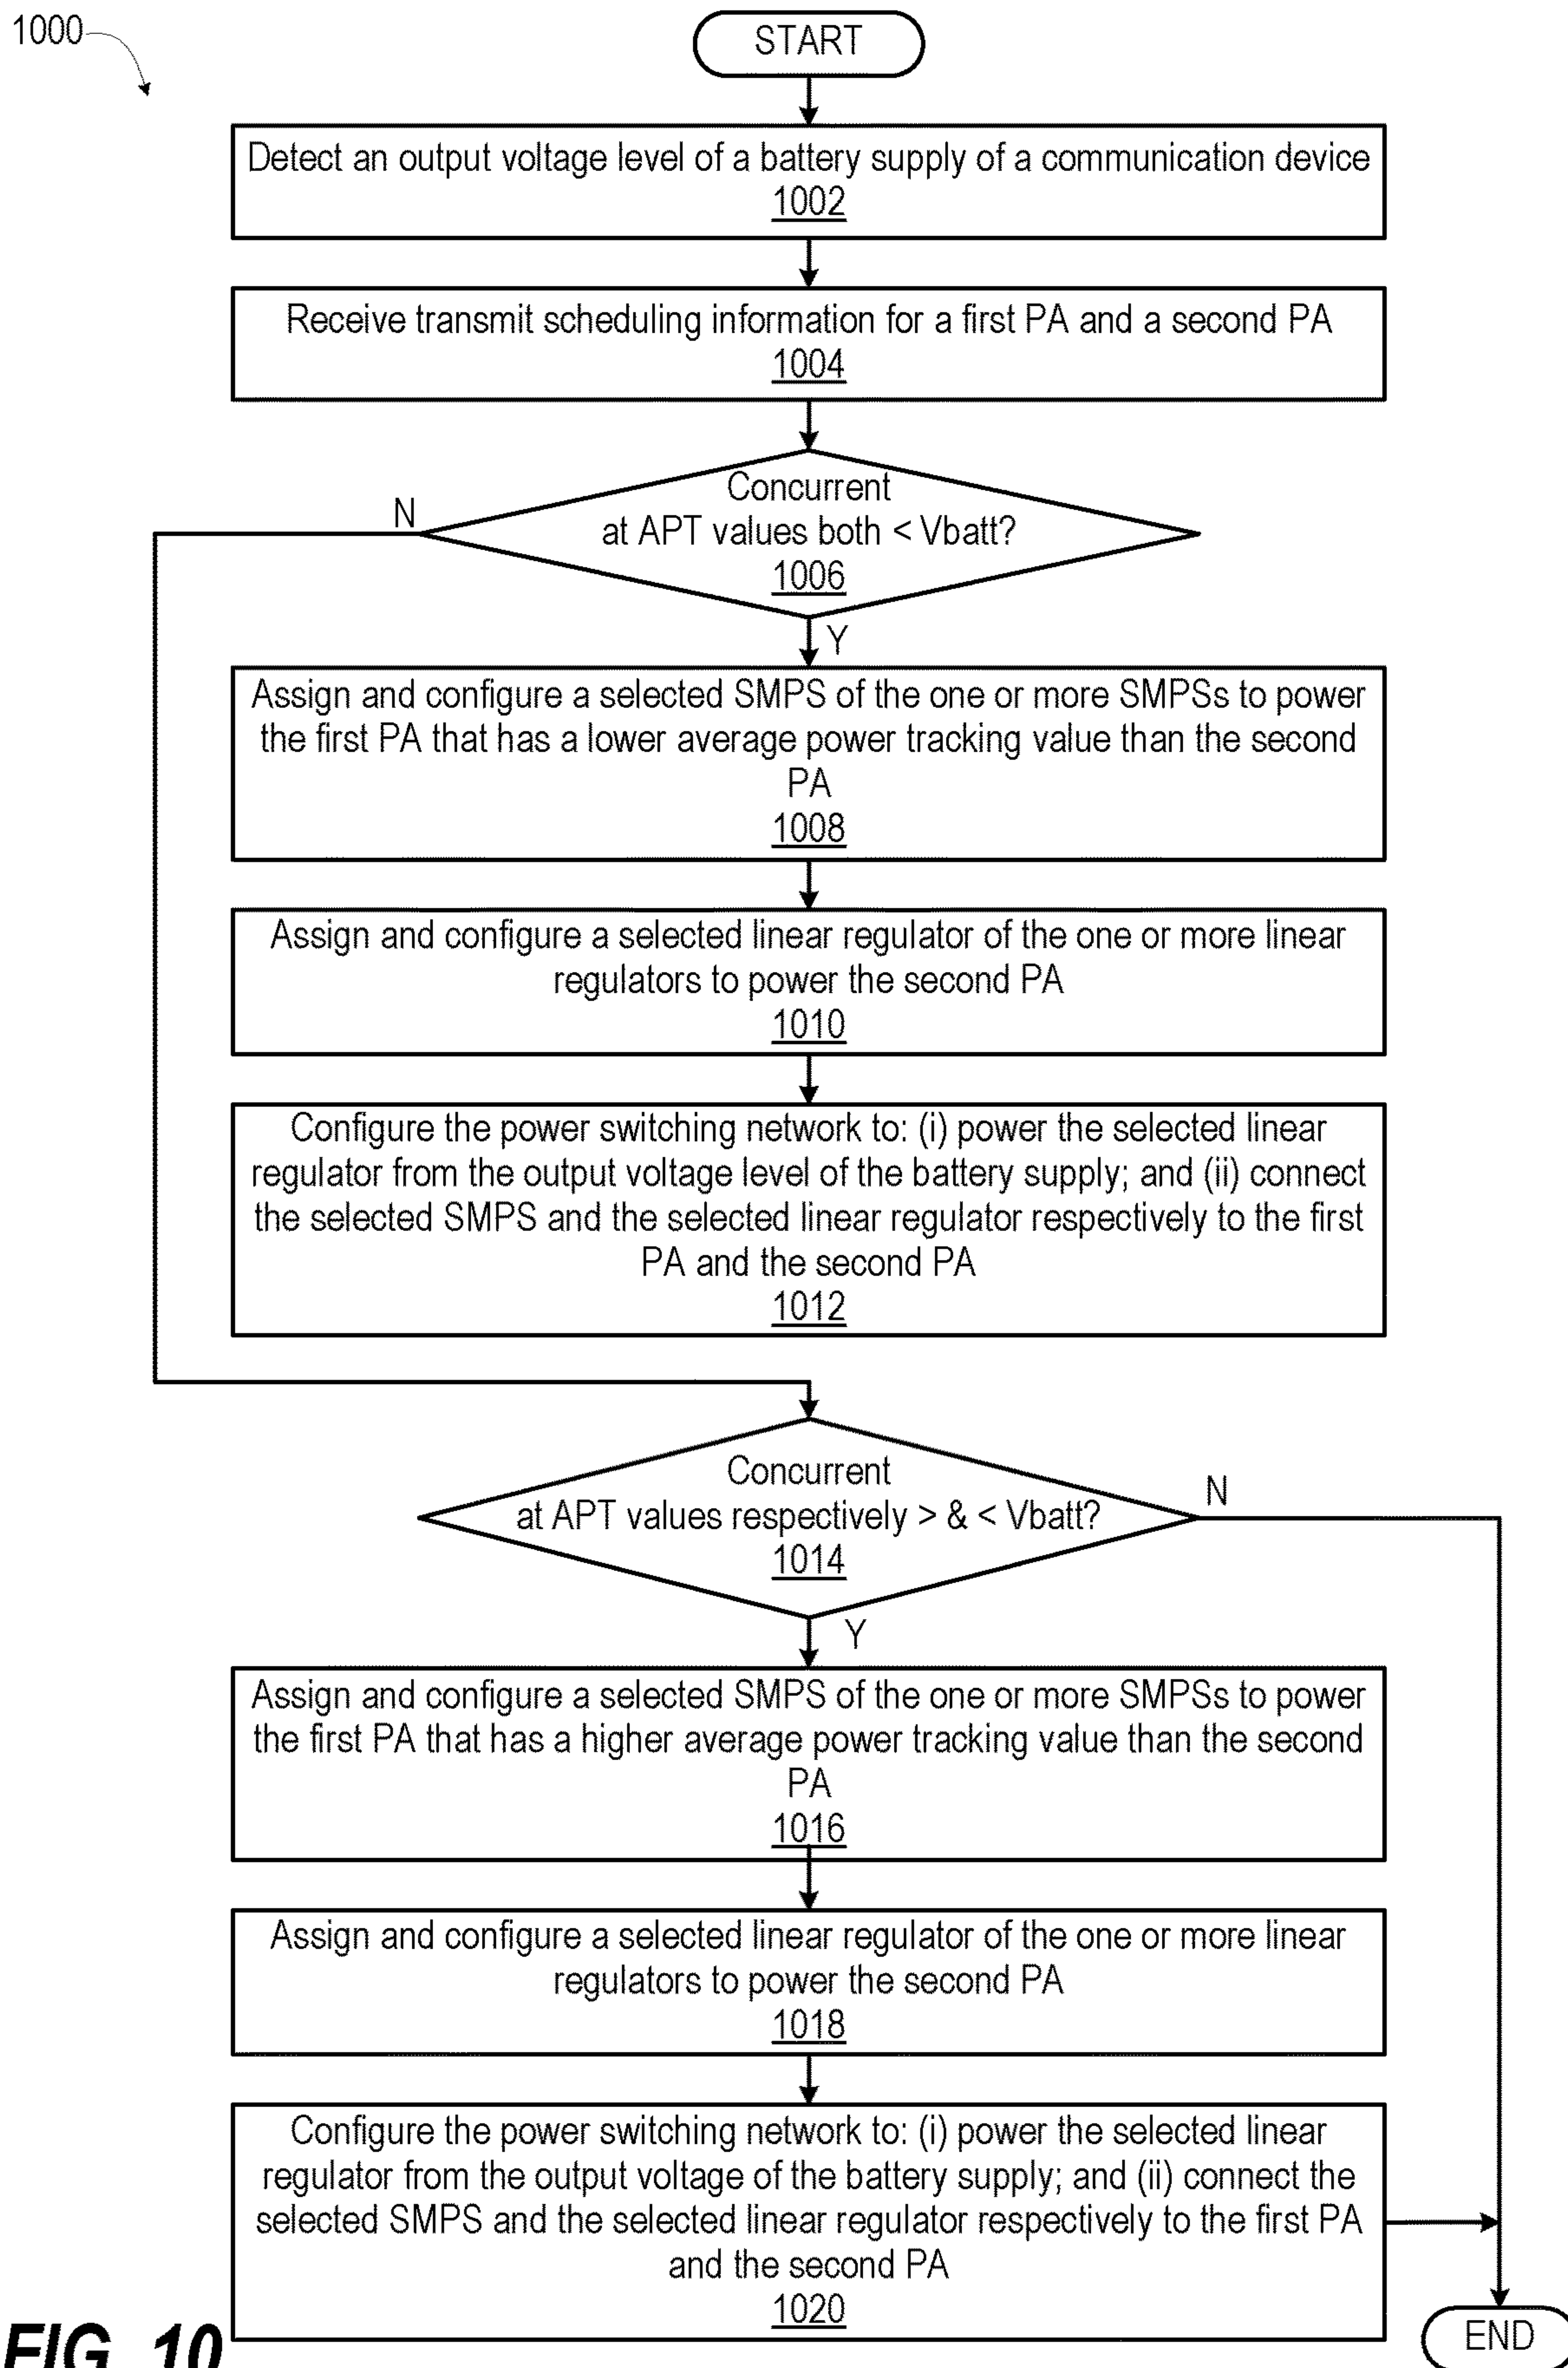 1000
START
Detect an output voltage level of a battery supply of a communication device
1002
Receive transmit scheduling information for a first PA and a second PA
1004
Concurrent
at APT values both < Vbatt?
1006
N
Y
Assign and configure a selected SMPS of the one or more SMPSs to power
the first PA that has a lower average power tracking value than the second
PA
1008
Assign and configure a selected linear regulator of the one or more linear
regulators to power the second PA
1010
Configure the power switching network to: (i) power the selected linear
regulator from the output voltage level of the battery supply; and (ii) connect
the selected SMPS and the selected linear regulator respectively to the first
PA and the second PA
1012
Concurrent
at APT values respectively > & < Vbatt?
1014
N
Y
Assign and configure a selected SMPS of the one or more SMPSs to power
the first PA that has a higher average power tracking value than the second
PA
1016
Assign and configure a selected linear regulator of the one or more linear
regulators to power the second PA
1018
Configure the power switching network to: (i) power the selected linear
regulator from the output voltage of the battery supply; and (ii) connect the
selected SMPS and the selected linear regulator respectively to the first PA
and the second PA
1020
END
FIG. 10